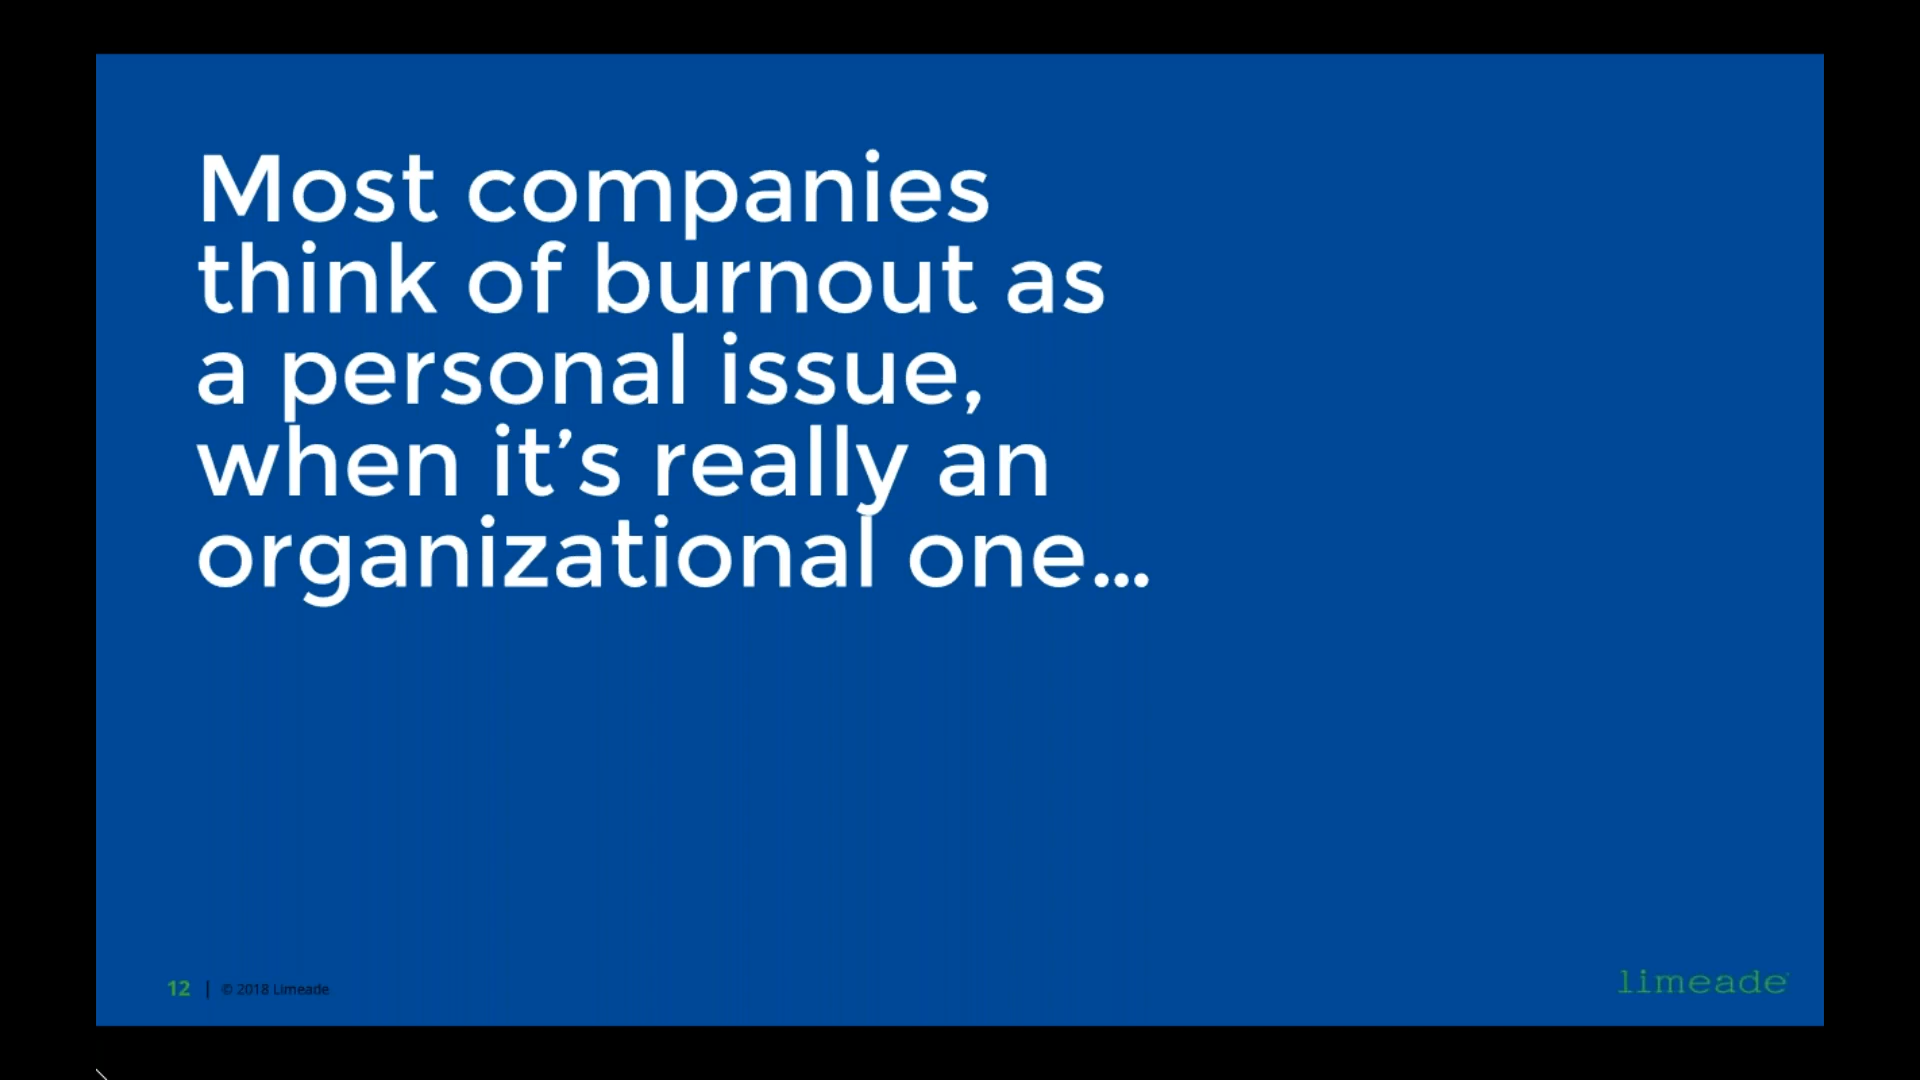 Most companies
think of burnout as
a personal issue,
when it’s really an
organizational one…
12 | © 2018 Limeade
limeade